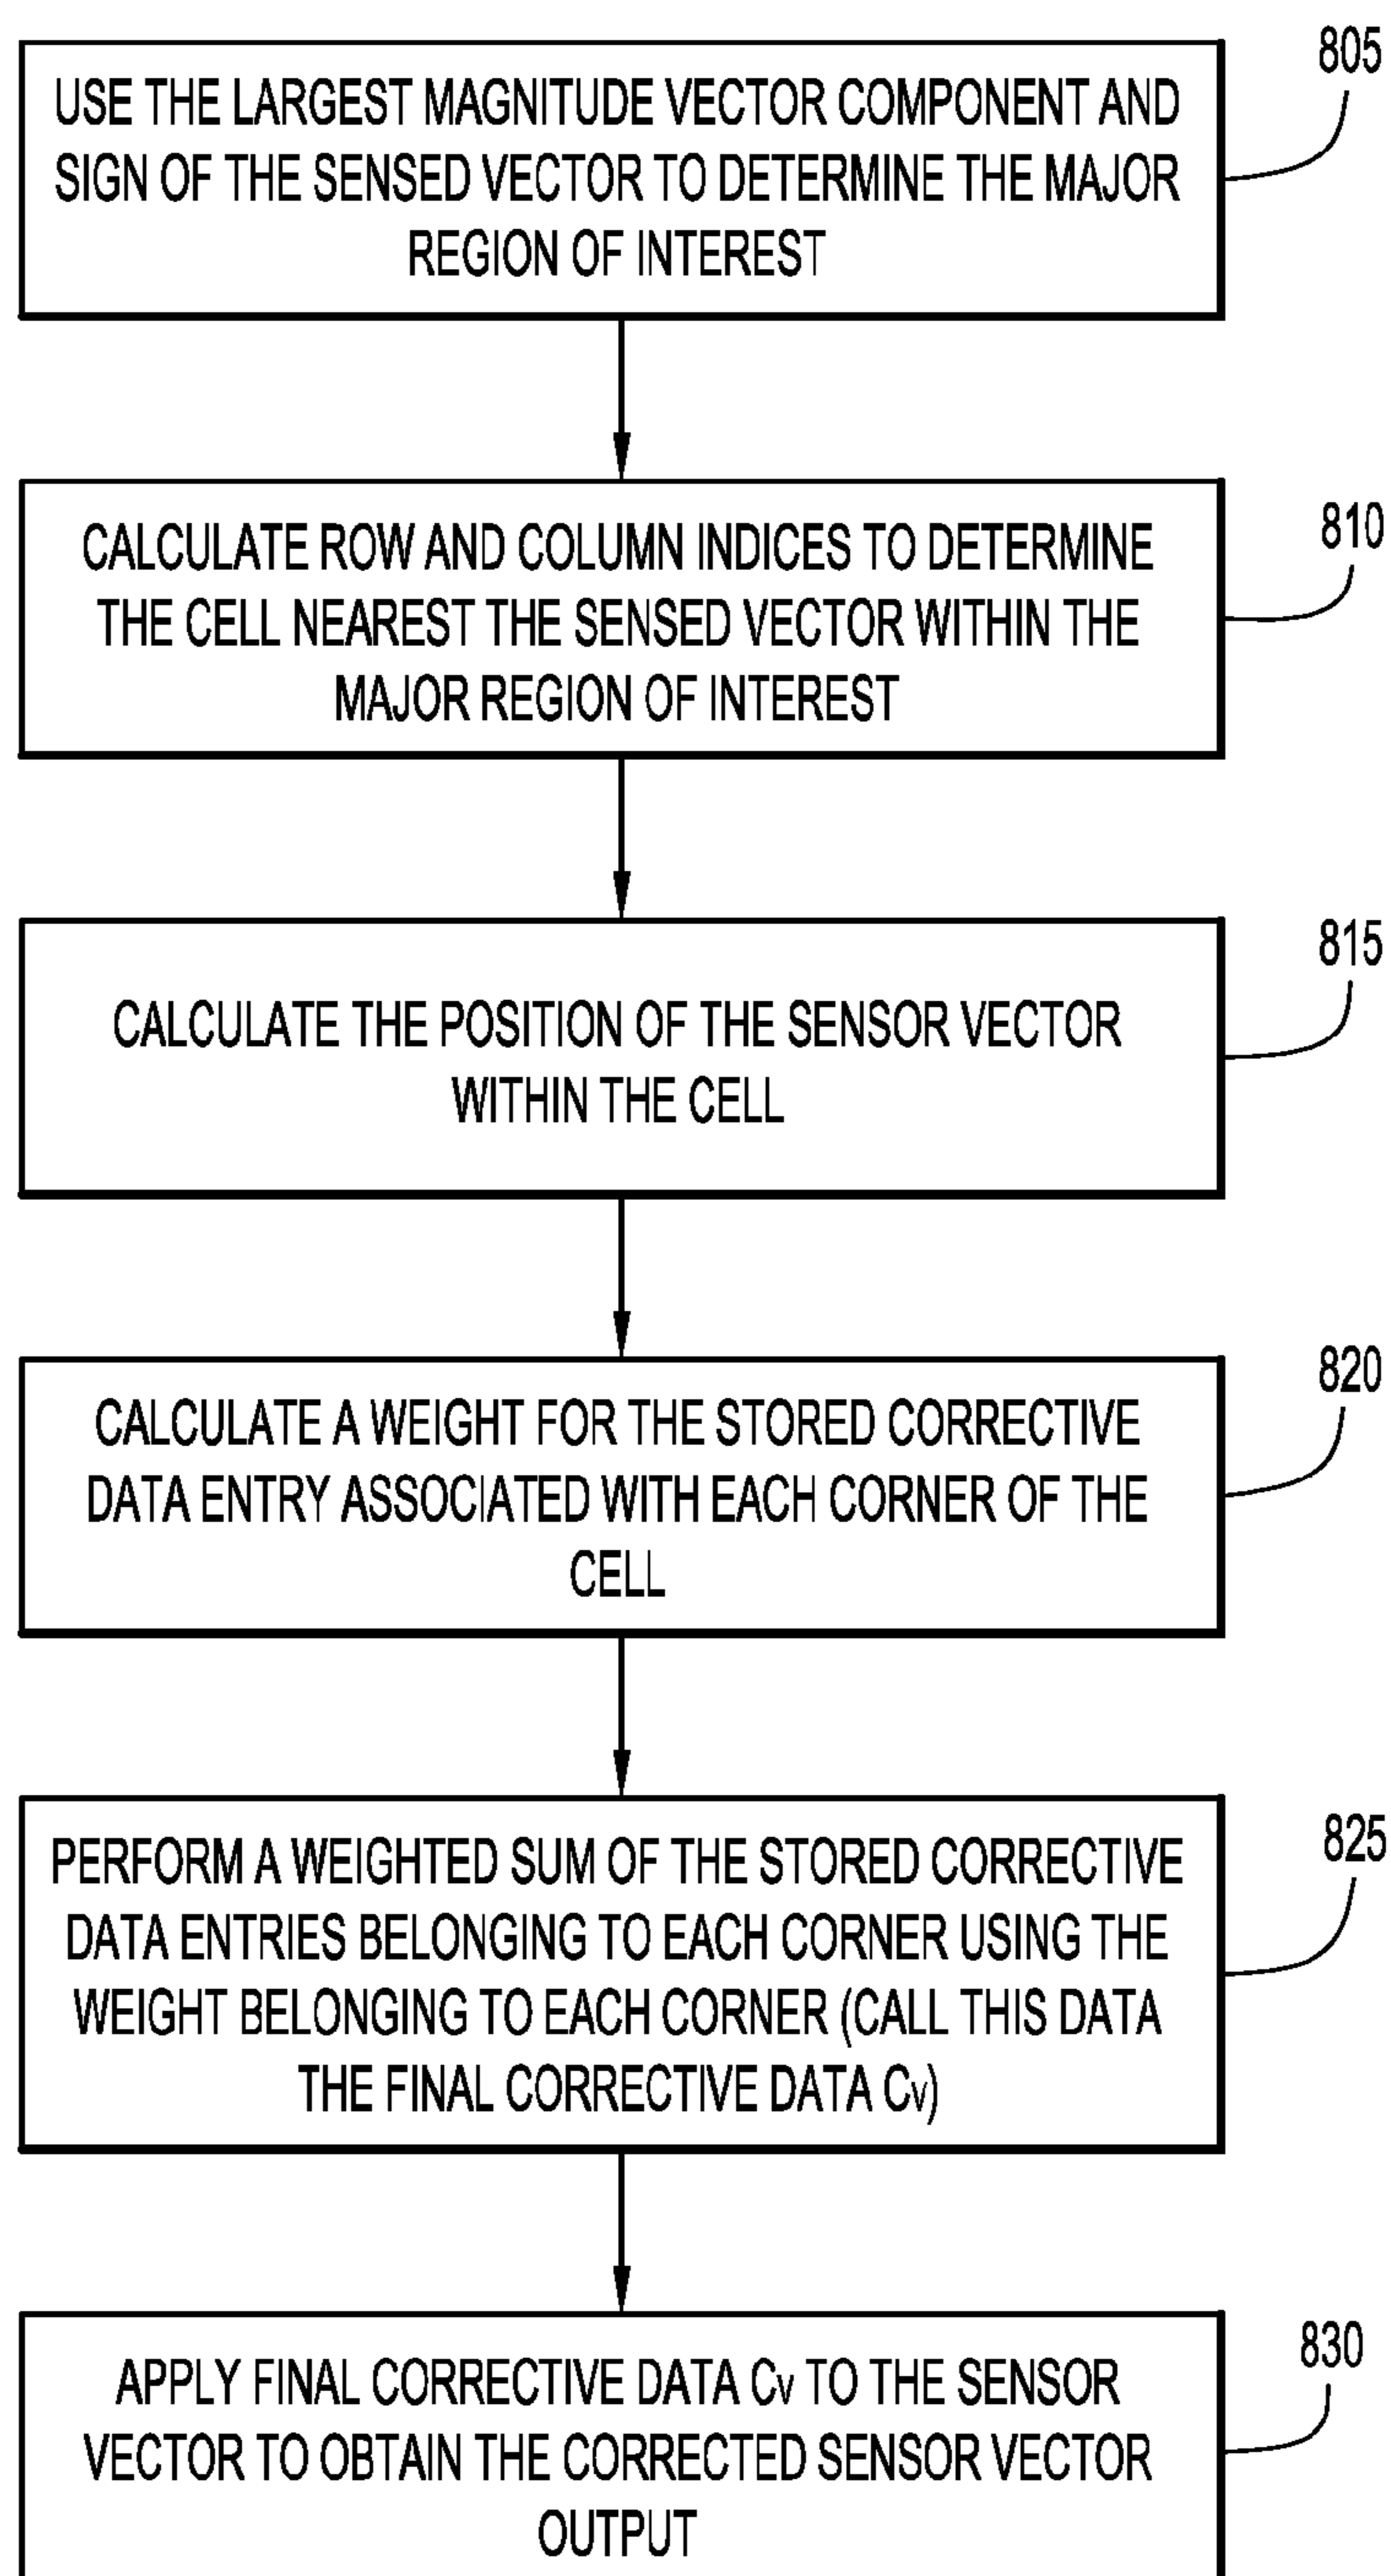 805
USE THE LARGEST MAGNITUDE VECTOR COMPONENT AND
SIGN OF THE SENSED VECTOR TO DETERMINE THE MAJOR
REGION OF INTEREST
810
CALCULATE ROW AND COLUMN INDICES TO DETERMINE
THE CELL NEAREST THE SENSED VECTOR WITHIN THE
MAJOR REGION OF INTEREST
815
CALCULATE THE POSITION OF THE SENSOR VECTOR
WITHIN THE CELL
820
CALCULATE A WEIGHT FOR THE STORED CORRECTIVE
DATA ENTRY ASSOCIATED WITH EACH CORNER OF THE
CELL
825
PERFORM A WEIGHTED SUM OF THE STORED CORRECTIVE
DATA ENTRIES BELONGING TO EACH CORNER USING THE
WEIGHT BELONGING TO EACH CORNER (CALL THIS DATA
THE FINAL CORRECTIVE DATA CV)
830
APPLY FINAL CORRECTIVE DATA CV TO THE SENSOR
VECTOR TO OBTAIN THE CORRECTED SENSOR VECTOR
OUTPUT